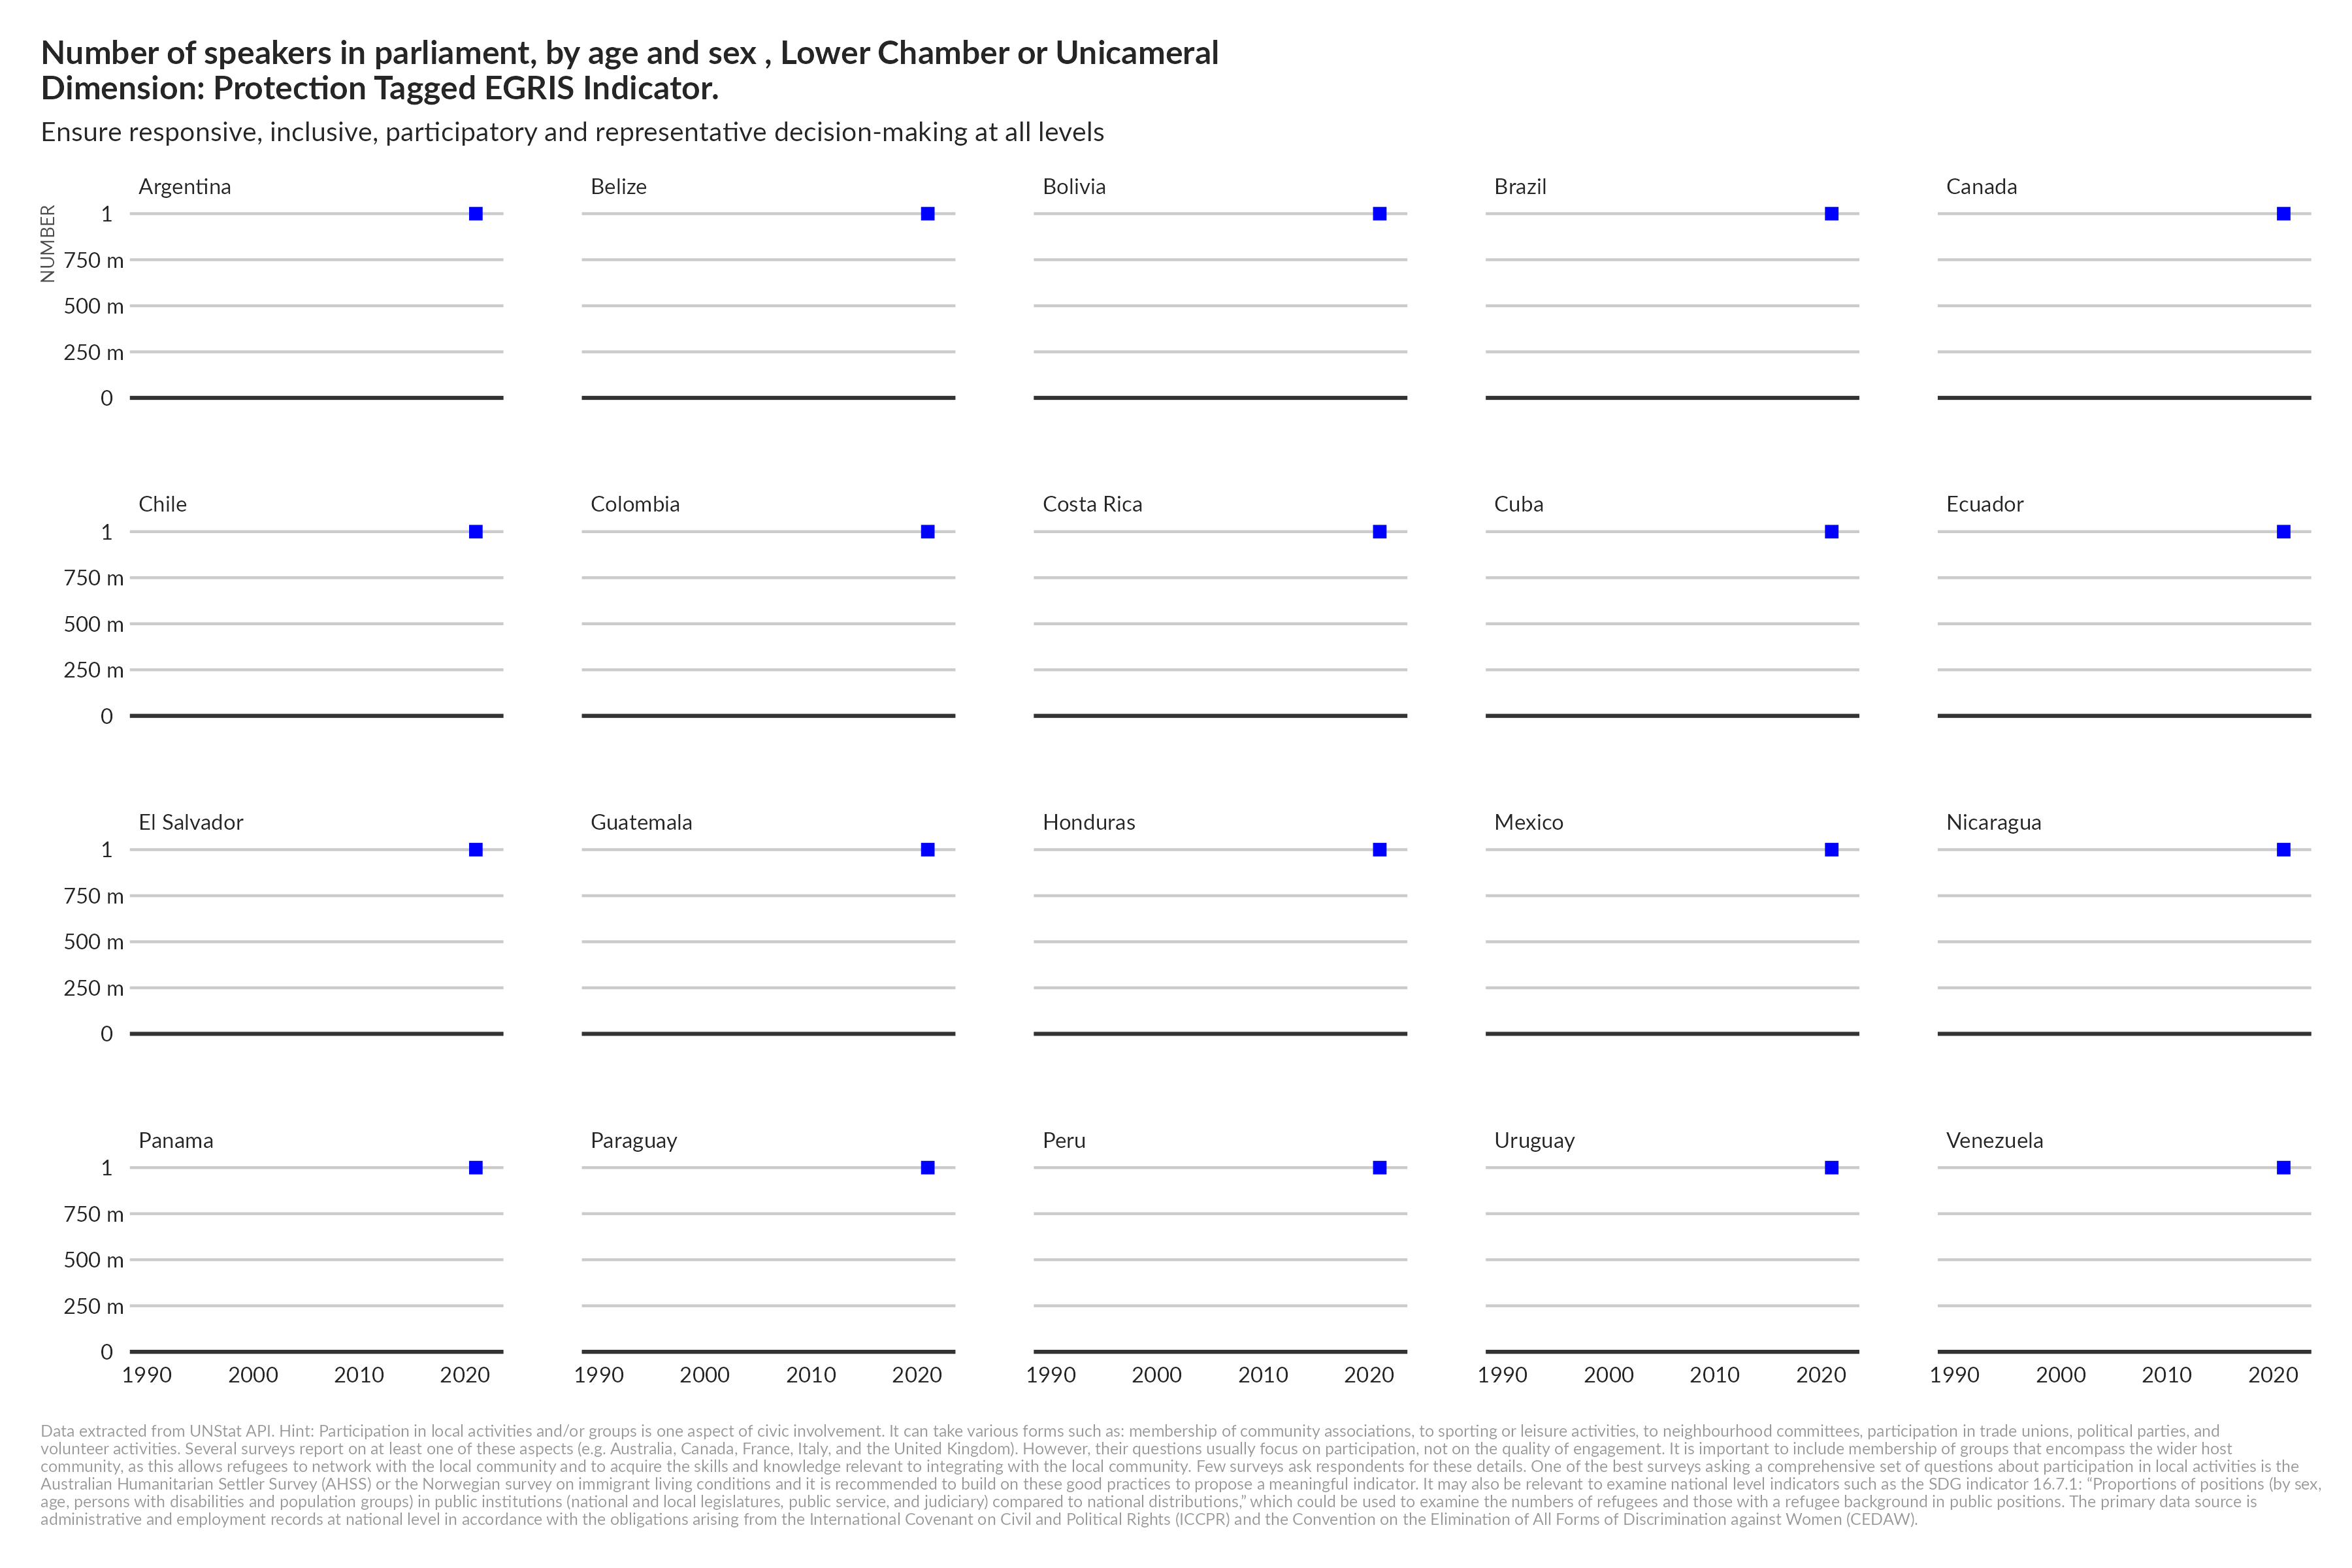 Number of speakers in parliament, by age and sex , Lower Chamber or Unicameral
Dimension: Protection Tagged EGRIS Indicator.
Ensure responsive, inclusive, participatory and representative decision-making at all levels
Argentina
Belize
Bolivia
Brazil
Canada
NUMBER
1
750 m
500 m
250 m
0
Chile
Colombia
Costa Rica
Cuba
Ecuador
1
750 m
500 m
250 m
0
El Salvador
Guatemala
Honduras
Mexico
Nicaragua
1
750 m
500 m
250 m
0
Panama
Paraguay
Peru
Uruguay
Venezuela
1
750 m
500 m
250 m
0
1990 2000 2010 2020
1990 2000 2010 2020
1990 2000 2010 2020
1990 2000 2010 2020
1990 2000 2010 2020
Data extracted from UNStat API. Hint: Participation in local activities and/or groups is one aspect of civic involvement. It can take various forms such as: membership of community associations, to sporting or leisure activities, to neighbourhood committees, participation in trade unions, political parties, and
volunteer activities. Several surveys report on at least one of these aspects (e.g. Australia, Canada, France, Italy, and the United Kingdom). However, their questions usually focus on participation, not on the quality of engagement. It is important to include membership of groups that encompass the wider host
community, as this allows refugees to network with the local community and to acquire the skills and knowledge relevant to integrating with the local community. Few surveys ask respondents for these details. One of the best surveys asking a comprehensive set of questions about participation in local activities is the
Australian Humanitarian Settler Survey (AHSS) or the Norwegian survey on immigrant living conditions and it is recommended to build on these good practices to propose a meaningful indicator. It may also be relevant to examine national level indicators such as the SDG indicator 16.7.1: “Proportions of positions (by sex,
age, persons with disabilities and population groups) in public institutions (national and local legislatures, public service, and judiciary) compared to national distributions,” which could be used to examine the numbers of refugees and those with a refugee background in public positions. The primary data source is
administrative and employment records at national level in accordance with the obligations arising from the International Covenant on Civil and Political Rights (ICCPR) and the Convention on the Elimination of All Forms of Discrimination against Women (CEDAW).